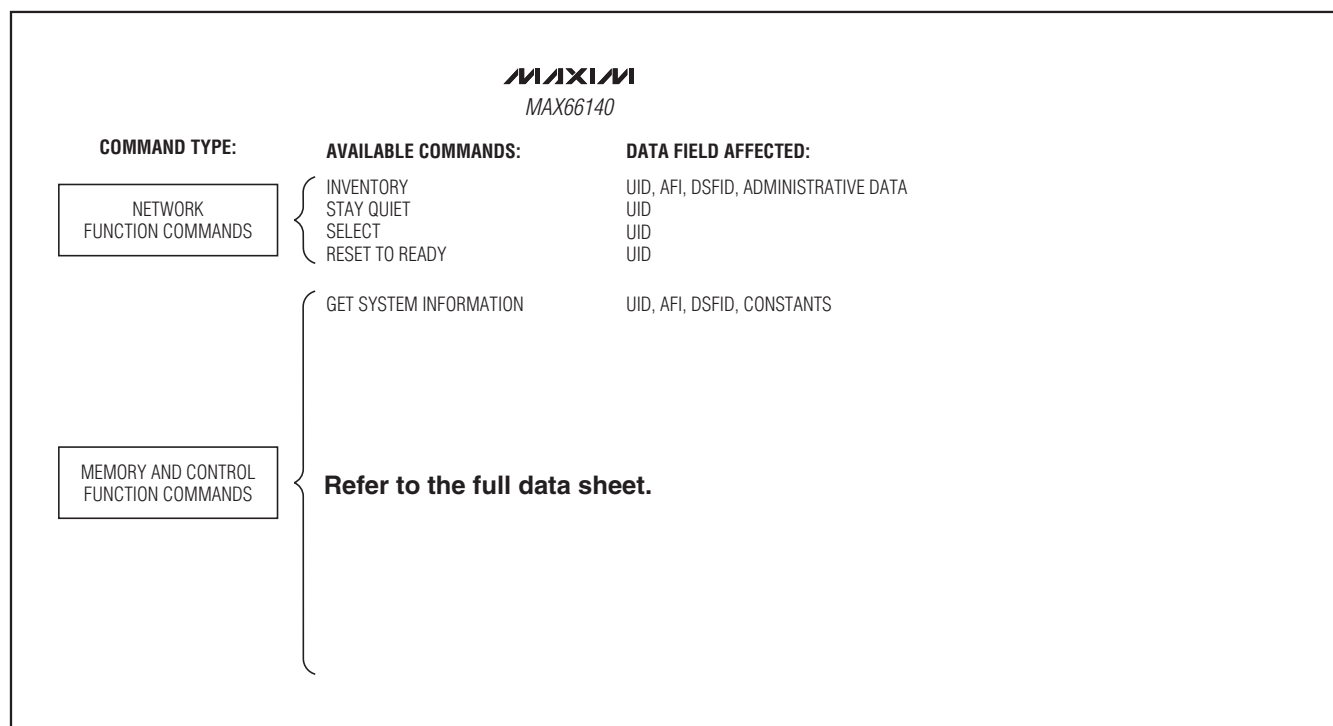 MAXIM
MAX66140
COMMAND TYPE: AVAILABLE COMMANDS: DATA FIELD AFFECTED:
NETWORK
FUNCTION COMMANDS
INVENTORY UID, AFI, DSFID, ADMINISTRATIVE DATA
STAY QUIET UID
SELECT UID
RESET TO READY UID
GET SYSTEM INFORMATION UID, AFI, DSFID, CONSTANTS
MEMORY AND CONTROL
FUNCTION COMMANDS
Refer to the full data sheet.